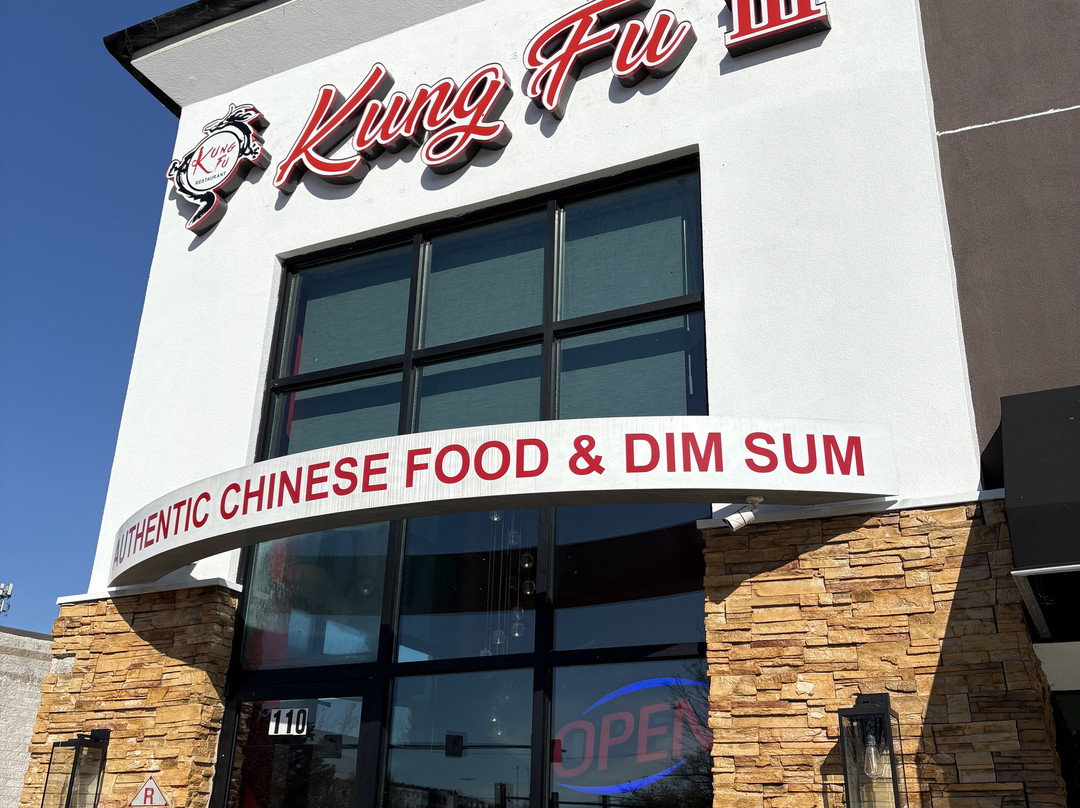 Kung Fu III
KUNG
FU
RESTAURANT
AUTHENTIC CHINESE FOOD & DIM SUM
110
OPEN
R